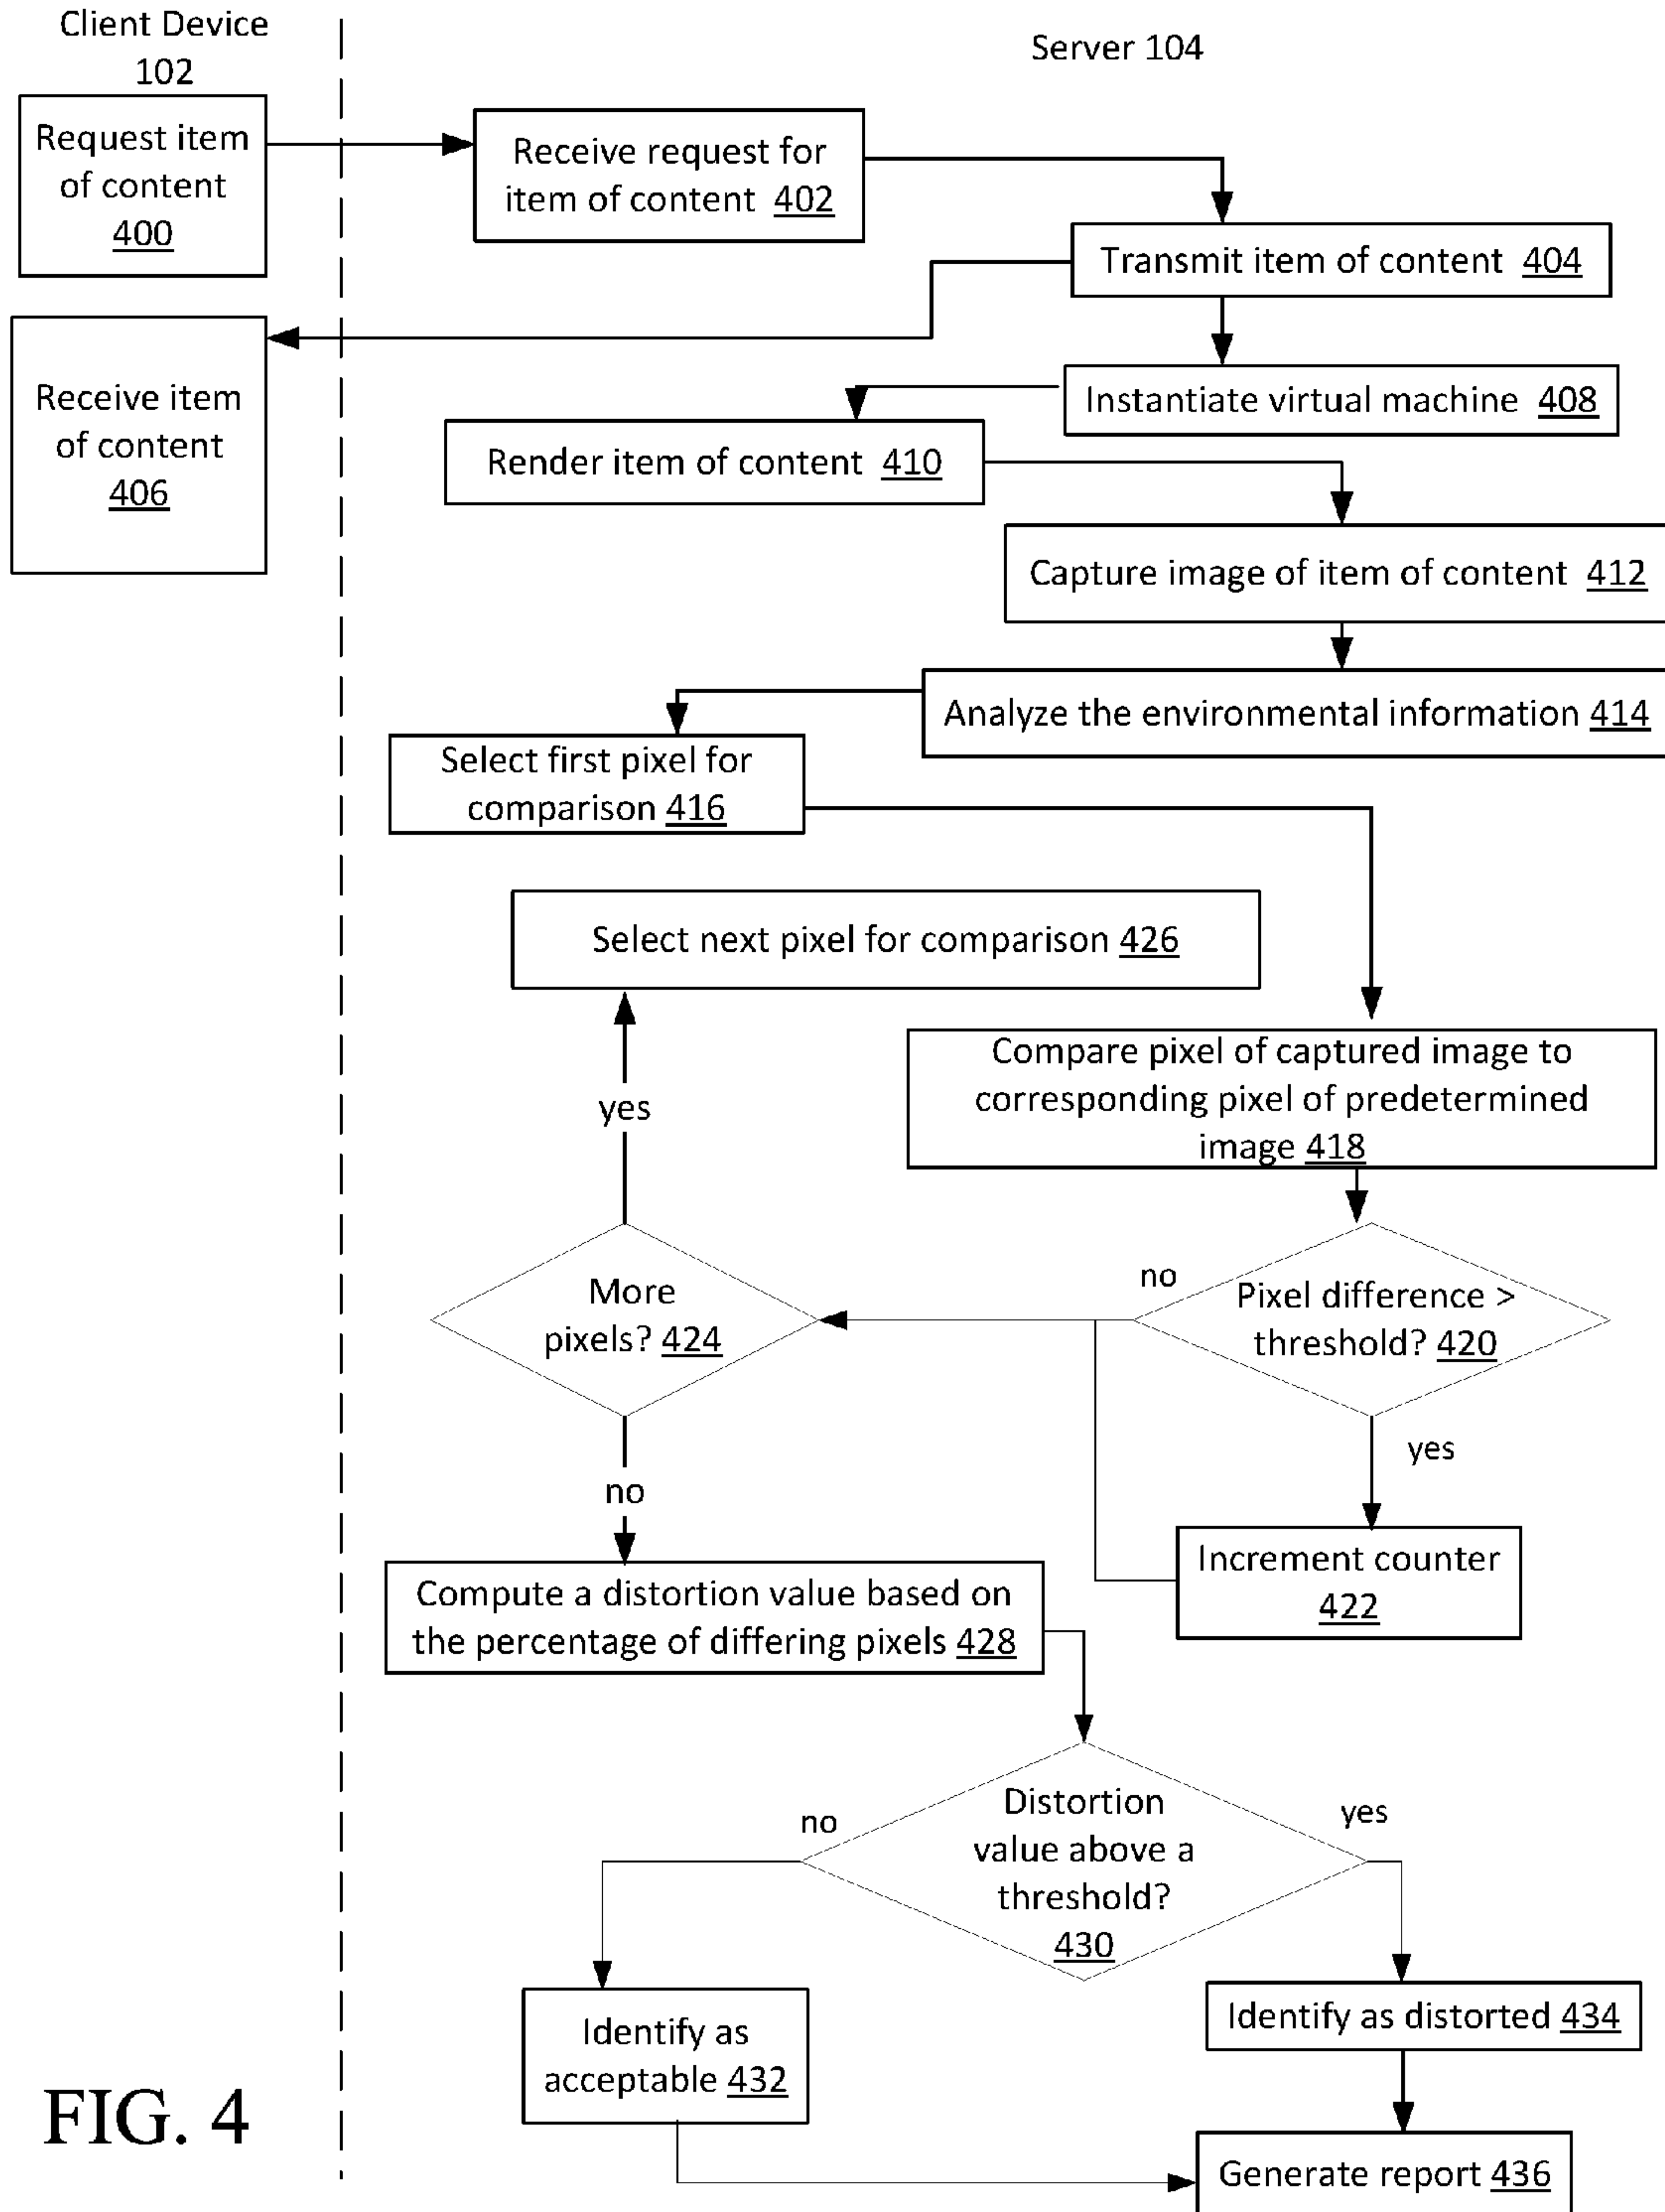 Client Device
102
Server 104
Request item
of content
400
Receive request for
item of content 402
Transmit item of content 404
Receive item
of content
406
Instantiate virtual machine 408
Render item of content 410
Capture image of item of content 412
Analyze the environmental information 414
Select first pixel for
comparison 416
Select next pixel for comparison 426
Compare pixel of captured image to
corresponding pixel of predetermined
image 418
yes
More
pixels? 424
no
Pixel difference >
threshold? 420
yes
no
Increment counter
422
Compute a distortion value based on
the percentage of differing pixels 428
no
Distortion
value above a
threshold?
430
yes
Identify as
acceptable 432
Identify as distorted 434
Generate report 436
FIG. 4